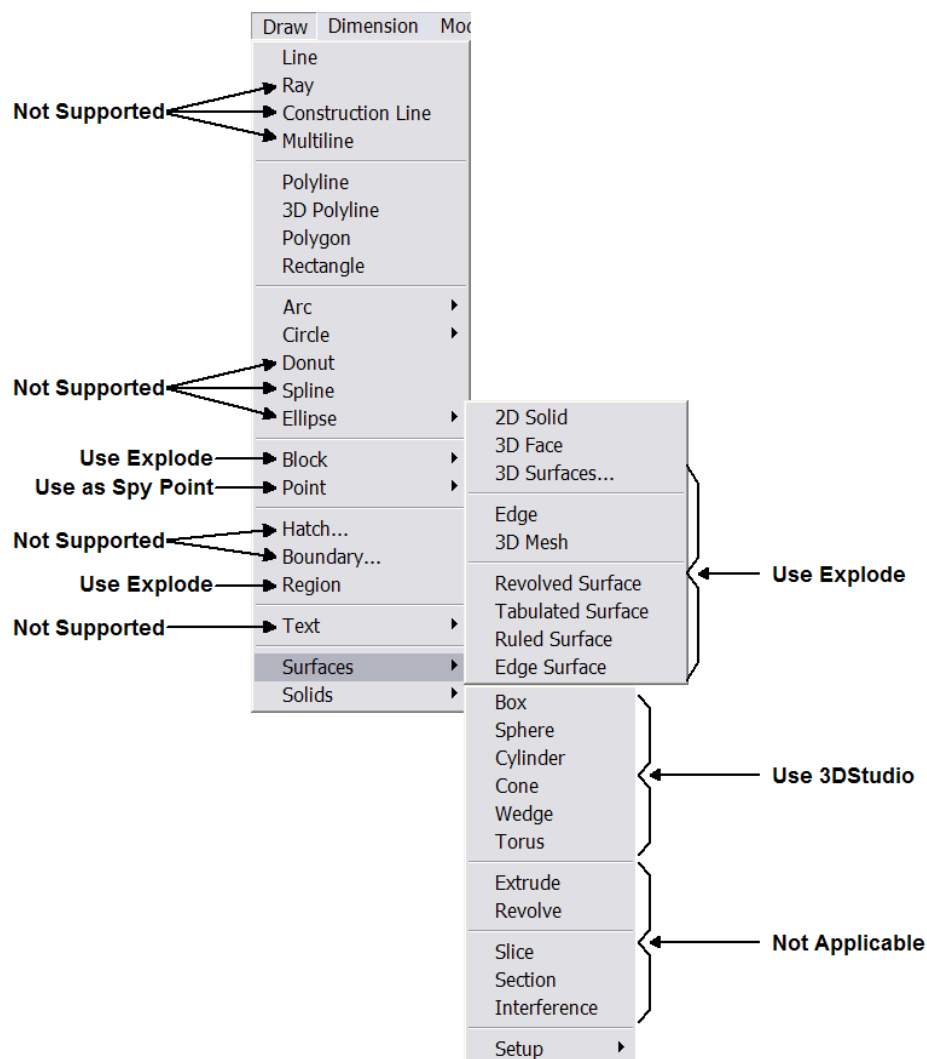 Draw Dimension Mod
Line
Ray
Not Supported
Construction Line
Multiline
Polyline
3D Polyline
Polygon
Rectangle
Arc
Circle
Donut
Not Supported
Spline
Ellipse
Use Explode
Block
Use as Spy Point
Point
Hatch...
Not Supported
Boundary...
Use Explode
Region
Not Supported
Text
Surfaces
Solids
2D Solid
3D Face
3D Surfaces...
Edge
3D Mesh
Revolved Surface
Tabulated Surface
Ruled Surface
Edge Surface
Use Explode
Box
Sphere
Cylinder
Cone
Wedge
Torus
Use 3DStudio
Extrude
Revolve
Slice
Section
Interference
Not Applicable
Setup